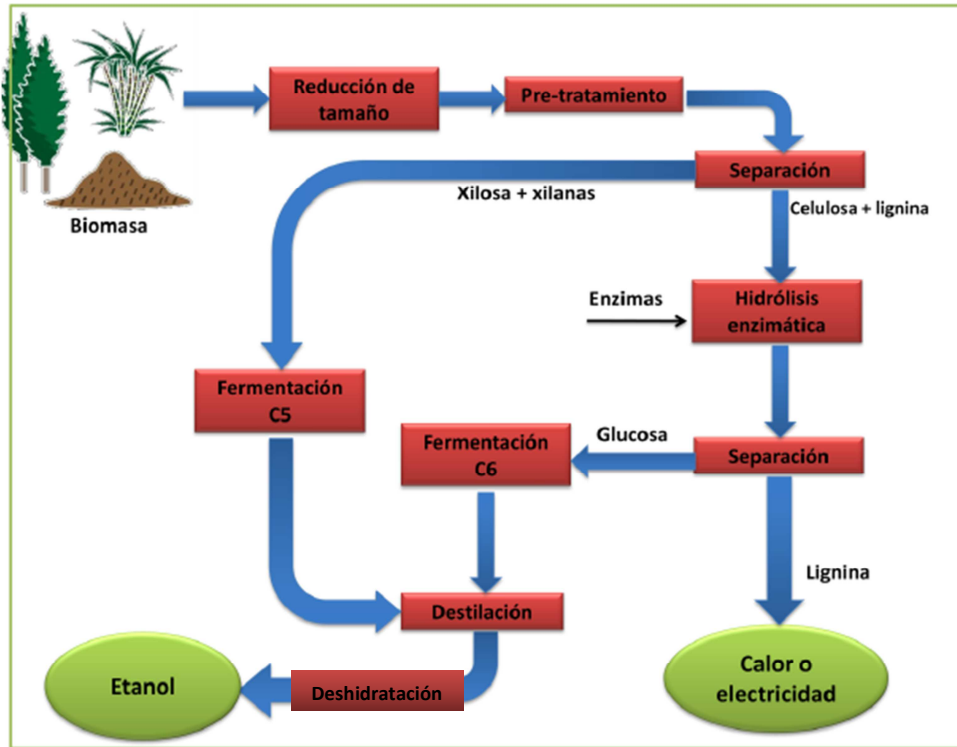 Reducción de
tamaño
Pre-tratamiento
Separación
Xilosa + xilanas
Celulosa + lignina
Biomasa
Enzimas
Hidrólisis
enzimática
Fermentación
C5
Fermentación
C6
Glucosa
Separación
Lignina
Destilación
Etanol
Deshidratación
Calor o
electricidad